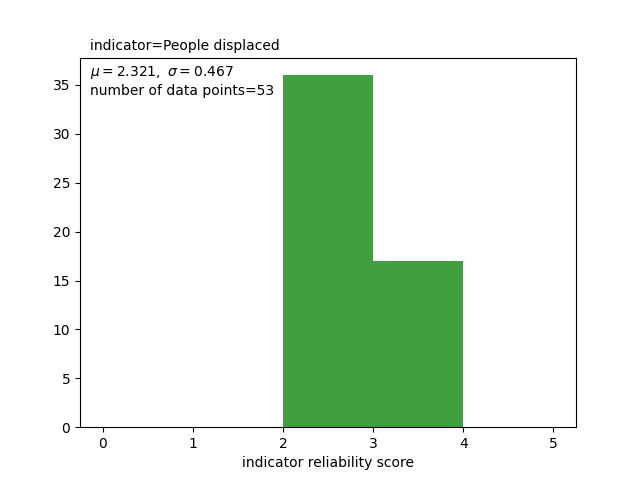 indicator=People displaced
μ = 2.321, σ = 0.467
number of data points=53
35
30
25
20
15
10
5
0
0 1 2 3 4 5
indicator reliability score